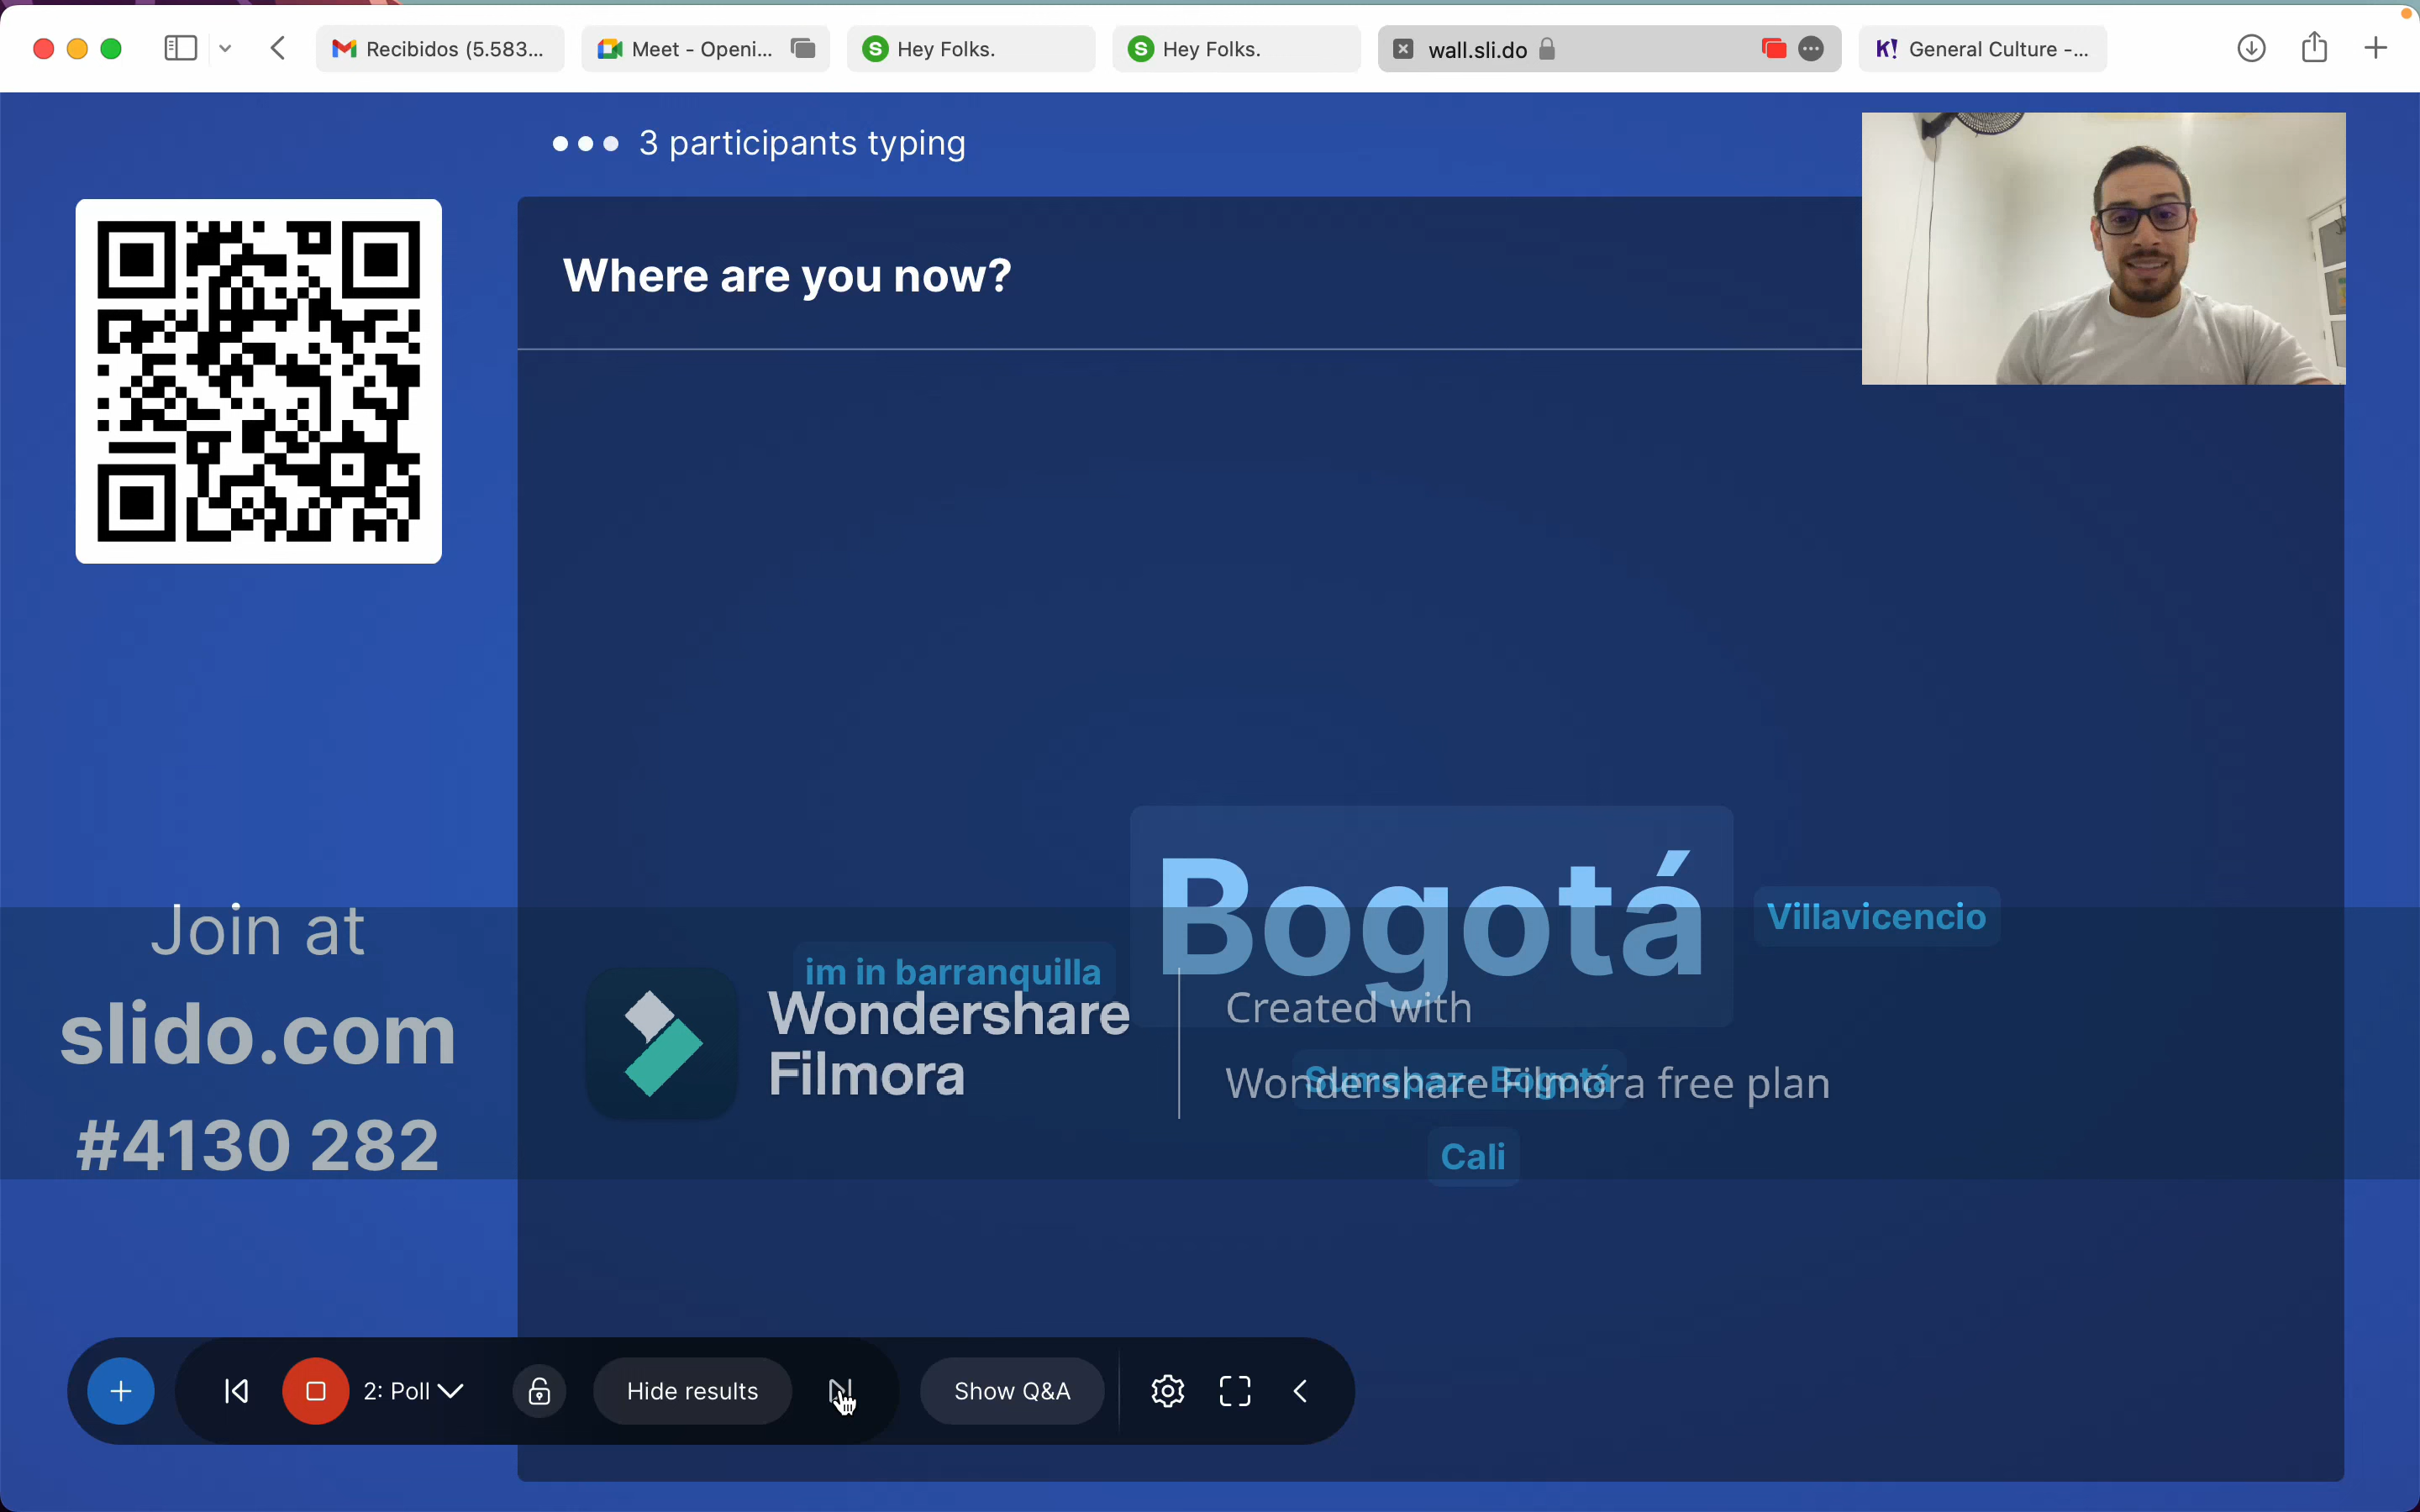 Recibidos (5.583...
Meet - Openi...
Hey Folks.
Hey Folks.
wall.sli.do
K! General Culture -...
3 participants typing
Where are you now?
Bogotá
Villavicencio
im in barranquilla
Sumapaz - Bogotá
Cali
Join at
slido.com
#4130 282
Wondershare
Filmora
Created with
Wondershare Filmora free plan
2: Poll
Hide results
Show Q&A